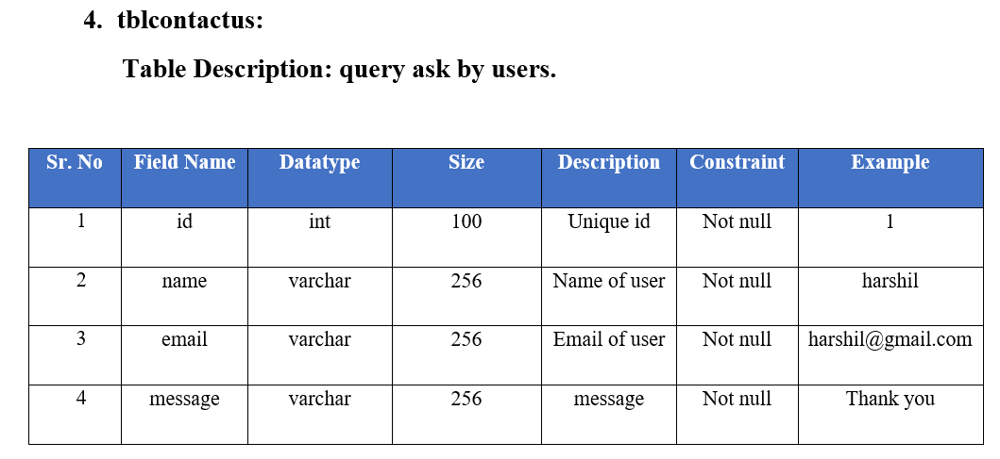 4. tblcontactus:
Table Description: query ask by users.
Sr. No Field Name Datatype Size Description Constraint Example
1 id int 100 Unique id Not null 1
2 name varchar 256 Name of user Not null harshil
3 email varchar 256 Email of user Not null harshil@gmail.com
4 message varchar 256 message Not null Thank you